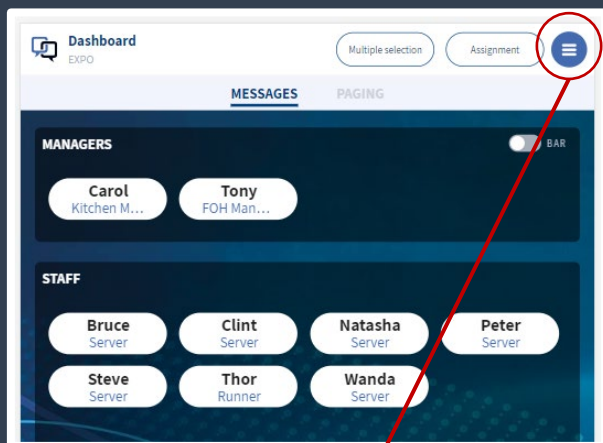 Dashboard
EXPO
Multiple selection
Assignment
MESSAGES PAGING
MANAGERS
BAR
Carol Tony
Kitchen M... FOH Man...
STAFF
Bruce Clint Natasha Peter
Server Server Server Server
Steve Thor Wanda
Server Runner Server